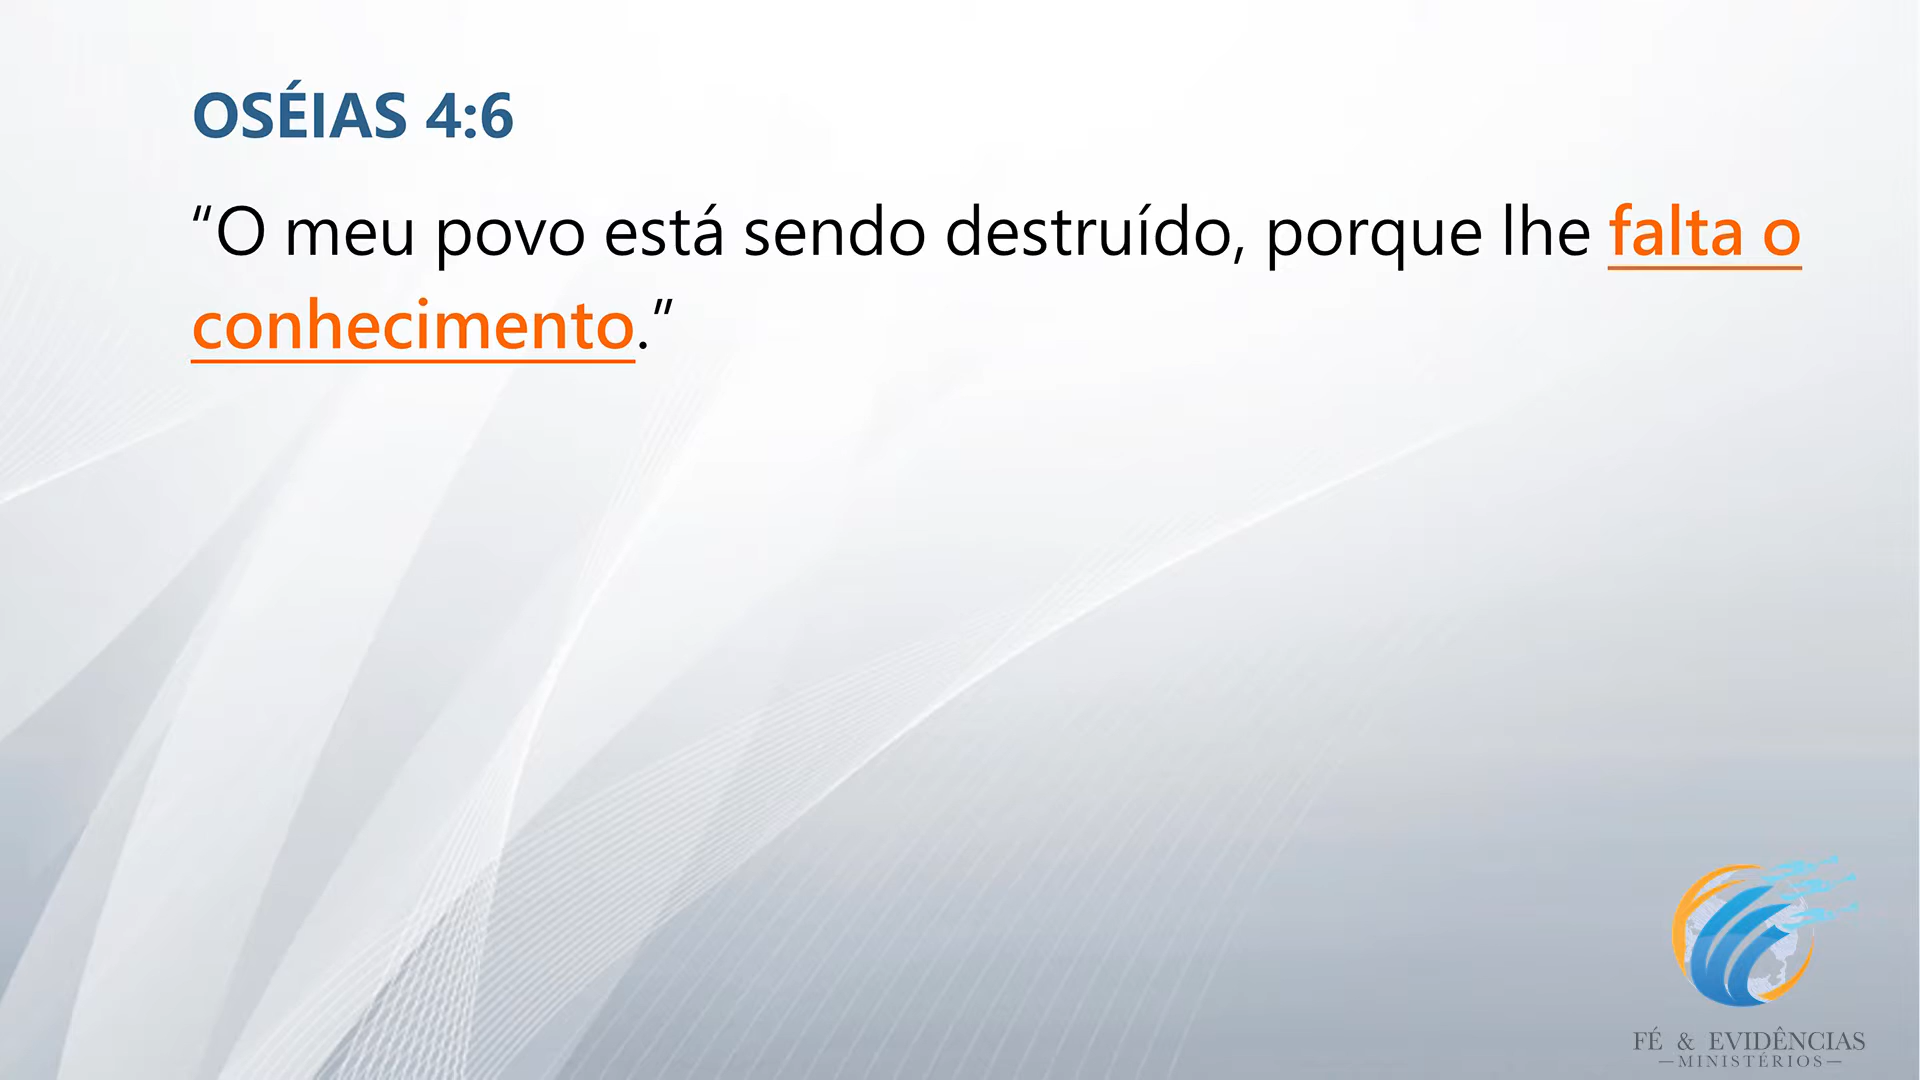 OSÉIAS 4:6
“O meu povo está sendo destruído, porque lhe falta o
conhecimento.”
FÉ & EVIDÊNCIAS
—MINISTÉRIOS—